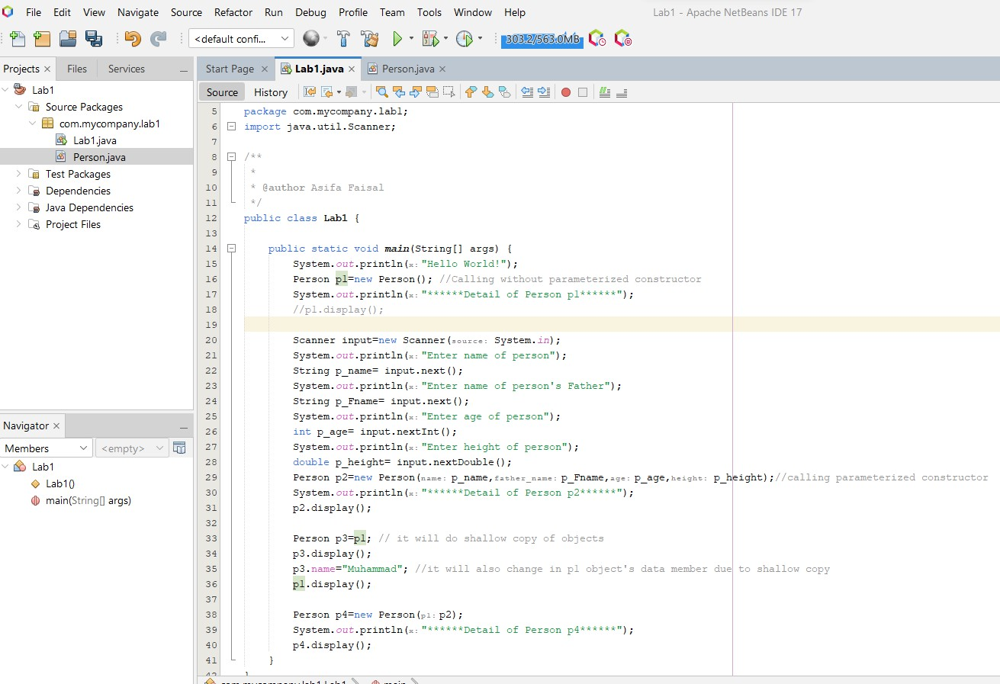 File Edit View Navigate Source Refactor Run Debug Profile Team Tools Window Help
Lab1 - Apache NetBeans IDE 17
<default confi...
303.2/563.0MB
Projects Files Services
Lab1
Source Packages
com.mycompany.lab1
Lab1.java
Person.java
Test Packages
Dependencies
Java Dependencies
Project Files
Navigator
Members <empty>
Lab1
Lab1()
main(String[] args)
Start Page Lab1.java Person.java
Source History
5 package com.mycompany.lab1;
6 import java.util.Scanner;
7
8 /**
9 *
10 * @author Asifa Faisal
11 */
12 public class Lab1 {
13
14 public static void main(String[] args) {
15 System.out.println(x: "Hello World!");
16 Person p1=new Person(); //Calling without parameterized constructor
17 System.out.println(x: "******Detail of Person p1******");
18 //p1.display();
19
20 Scanner input=new Scanner(source: System.in);
21 System.out.println(x: "Enter name of person");
22 String p_name= input.next();
23 System.out.println(x: "Enter name of person's Father");
24 String p_Fname= input.next();
25 System.out.println(x: "Enter age of person");
26 int p_age= input.nextInt();
27 System.out.println(x: "Enter height of person");
28 double p_height= input.nextDouble();
29 Person p2=new Person(name: p_name,father_name: p_Fname,age: p_age,height: p_height);//calling parameterized constructor
30 System.out.println(x: "******Detail of Person p2******");
31 p2.display();
32
33 Person p3=p1; // it will do shallow copy of objects
34 p3.display();
35 p3.name="Muhammad"; //it will also change in p1 object's data member due to shallow copy
36 p1.display();
37
38 Person p4=new Person(p1: p2);
39 System.out.println(x: "******Detail of Person p4******");
40 p4.display();
41 }
42 }
com.mycompany.lab1.Lab1 main